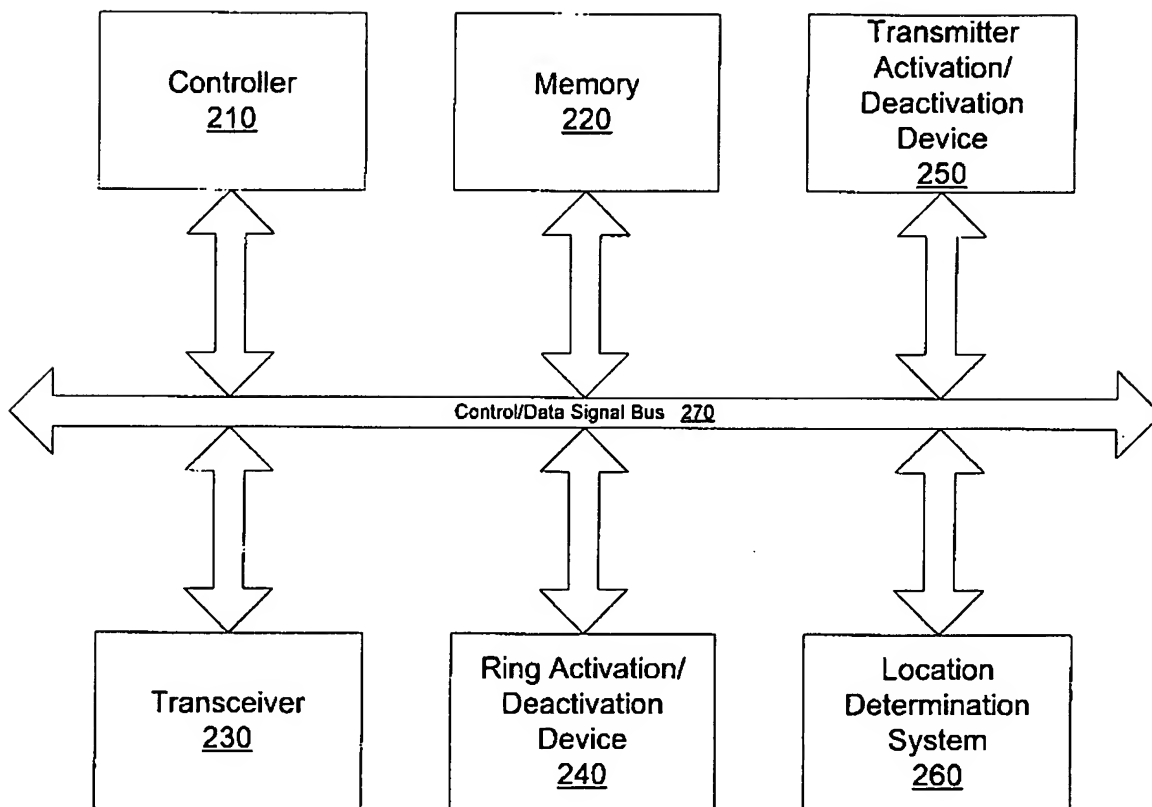 Controller
210
Memory
220
Transmitter
Activation/
Deactivation
Device
250
Control/Data Signal Bus 270
Transceiver
230
Ring Activation/
Deactivation
Device
240
Location
Determination
System
260